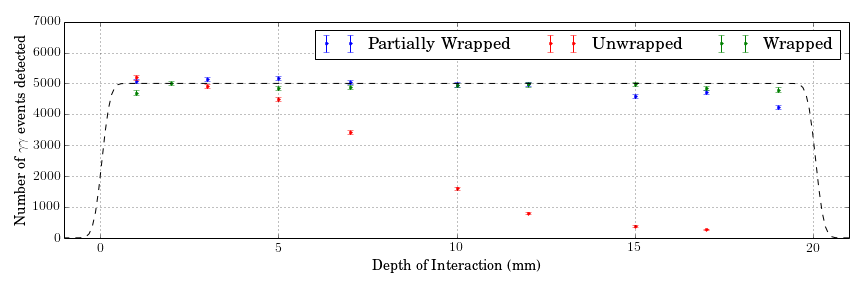 7000
6000
5000
4000
3000
2000
1000
0
Number of γγ events detected
Partially Wrapped Unwrapped Wrapped
0 5 10 15 20
Depth of Interaction (mm)